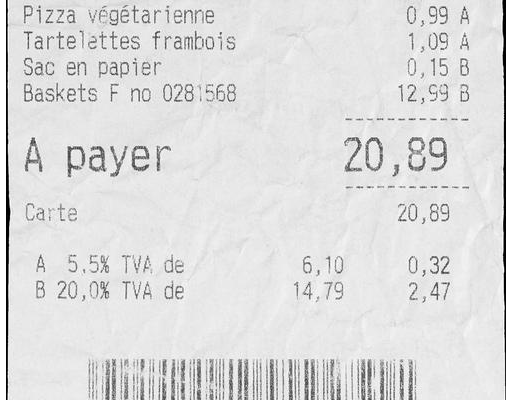 Pizza végétarienne 0,99 A
Tartelettes frambois 1,09 A
Sac en papier 0,15 B
Baskets F no 0281568 12,99 B
A payer 20,89
Carte 20,89
A 5,5% TVA de 6,10 0,32
B 20,0% TVA de 14,79 2,47